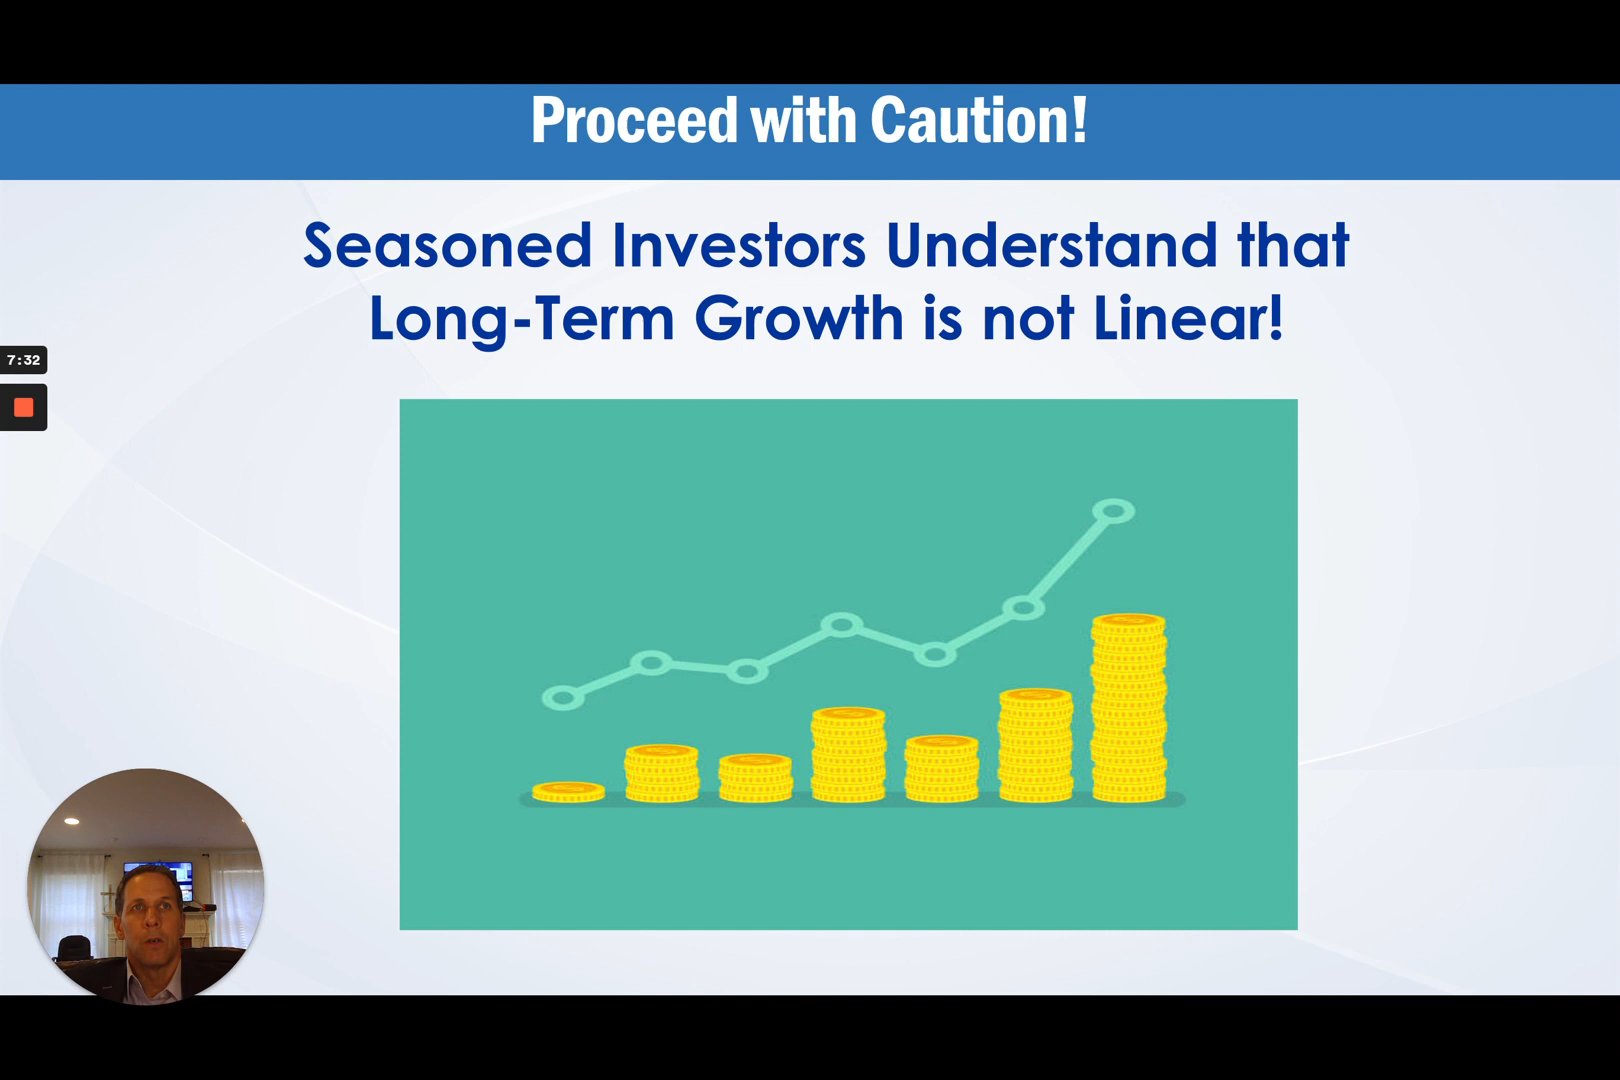 Proceed with Caution!
Seasoned Investors Understand that
Long-Term Growth is not Linear!
7:32